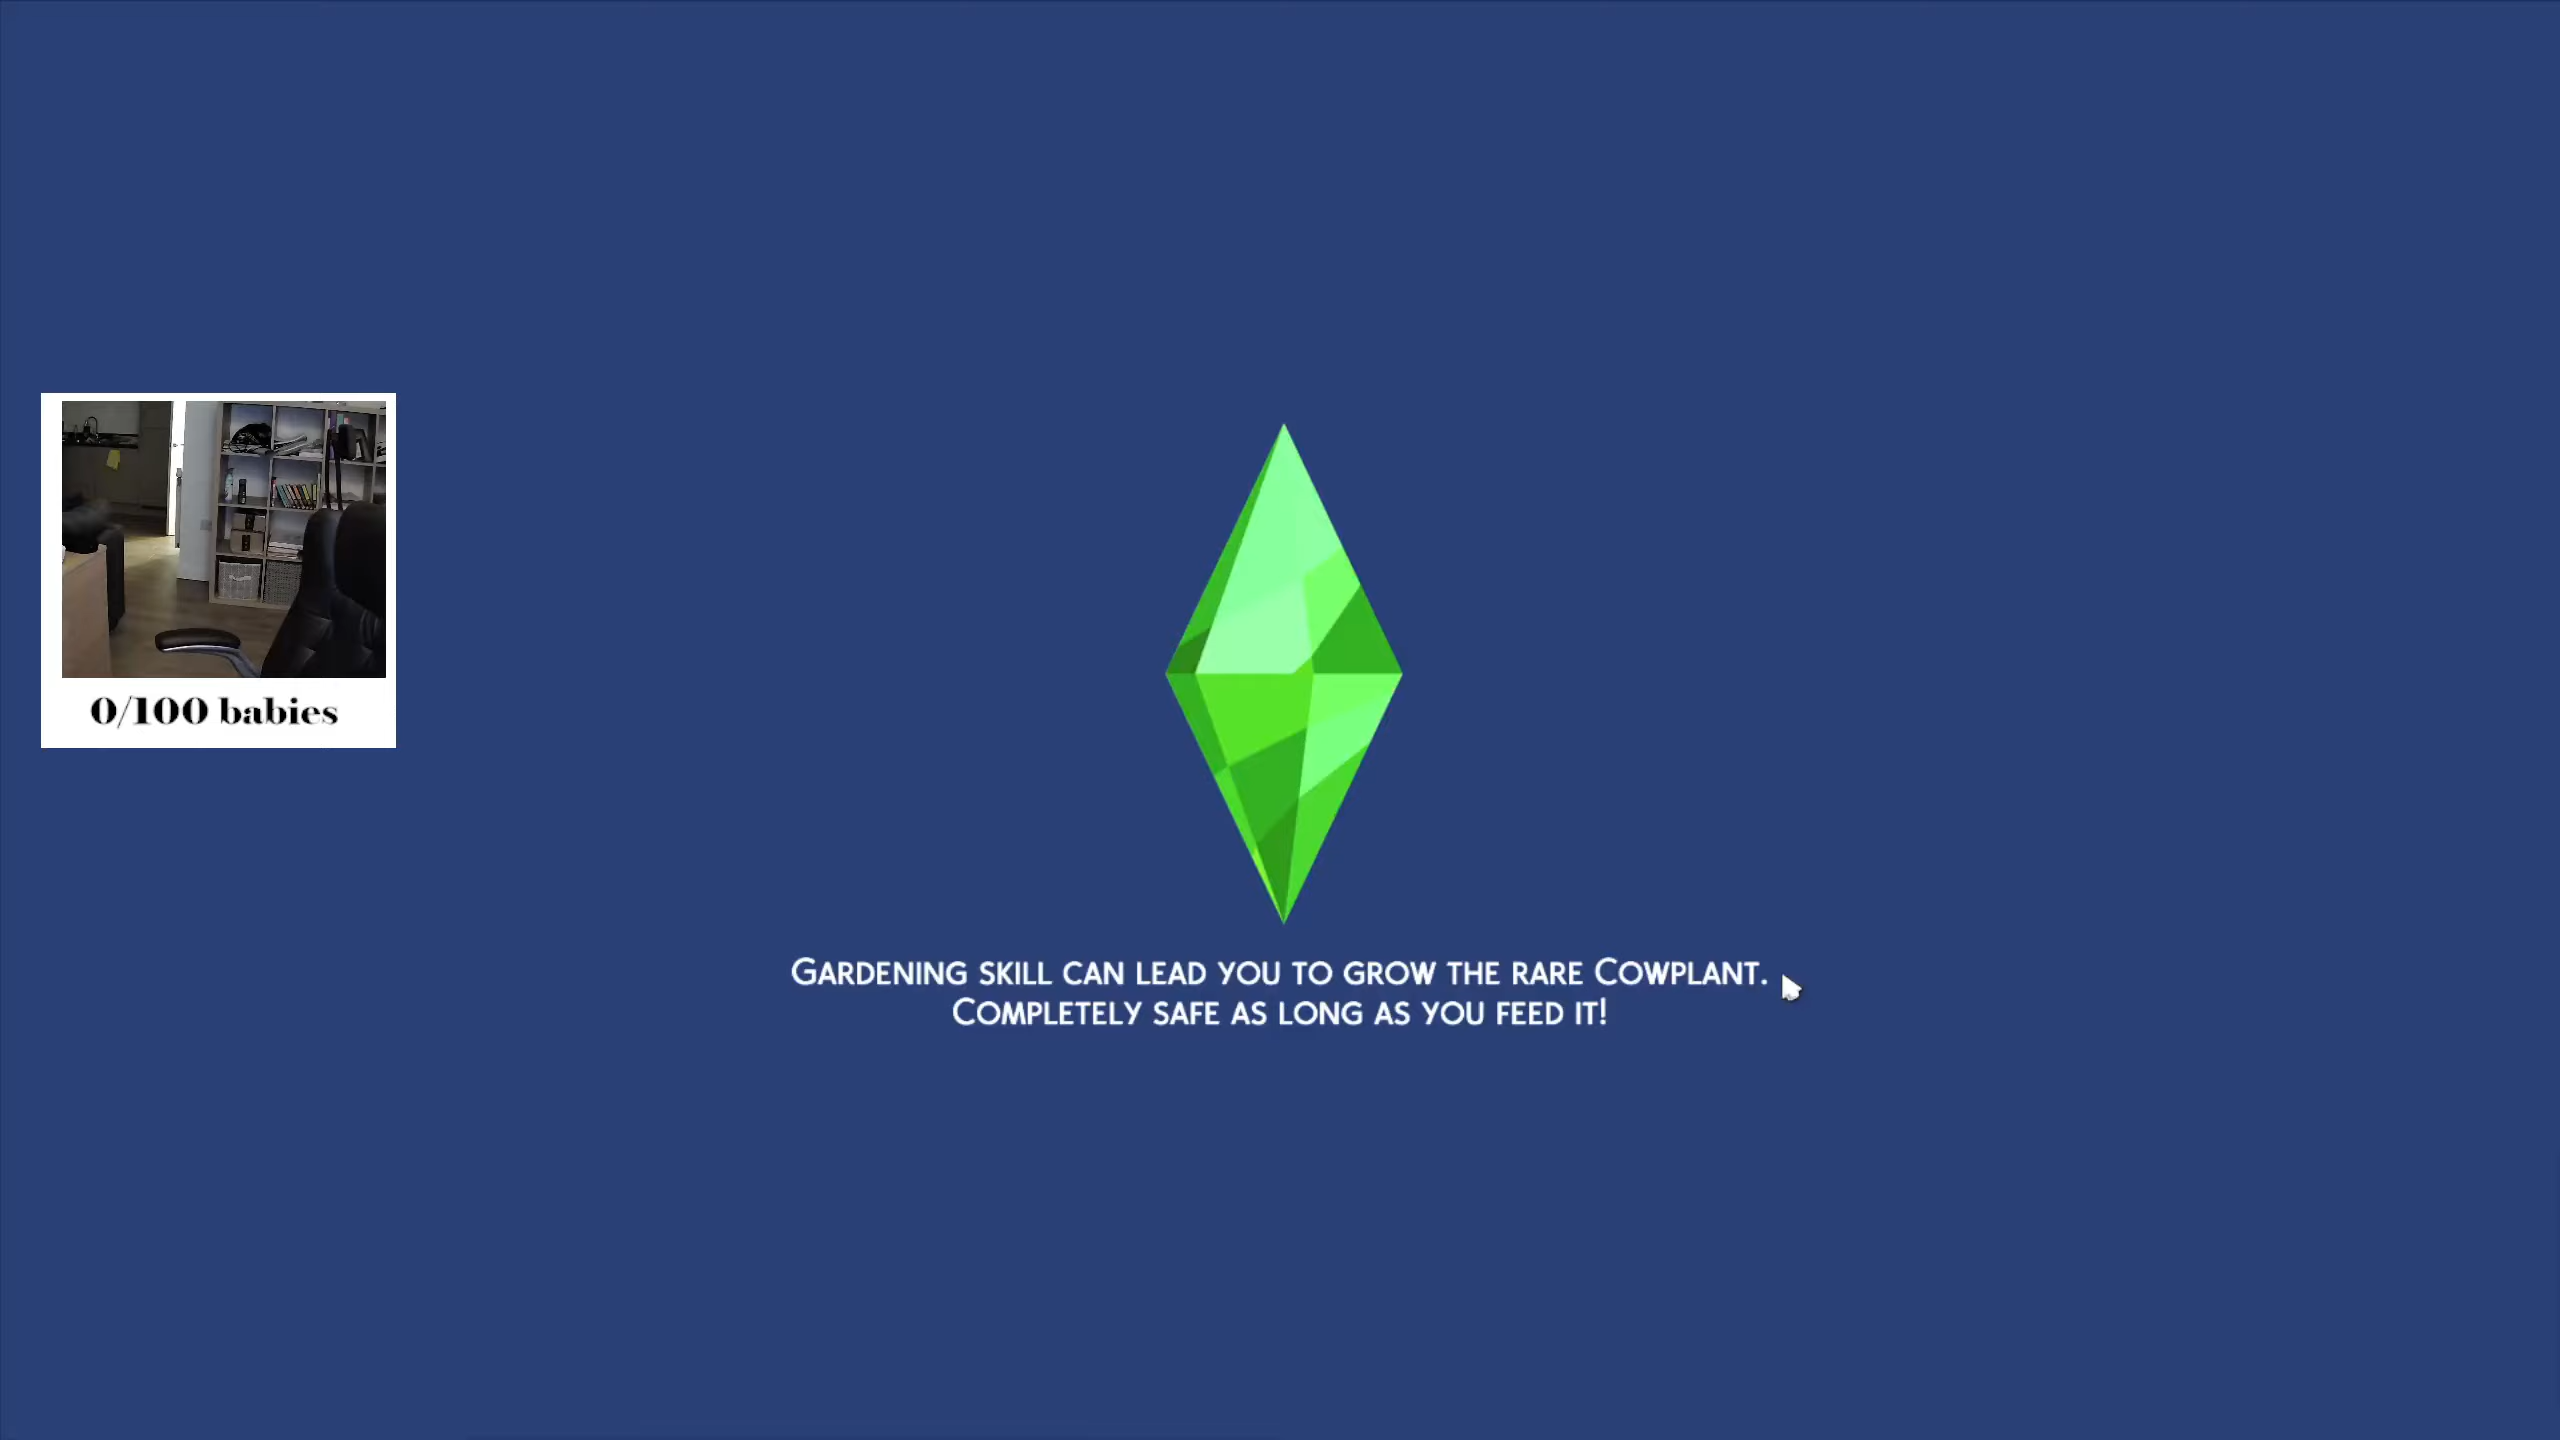 0/100 babies
GARDENING SKILL CAN LEAD YOU TO GROW THE RARE COWPLANT.
COMPLETELY SAFE AS LONG AS YOU FEED IT!